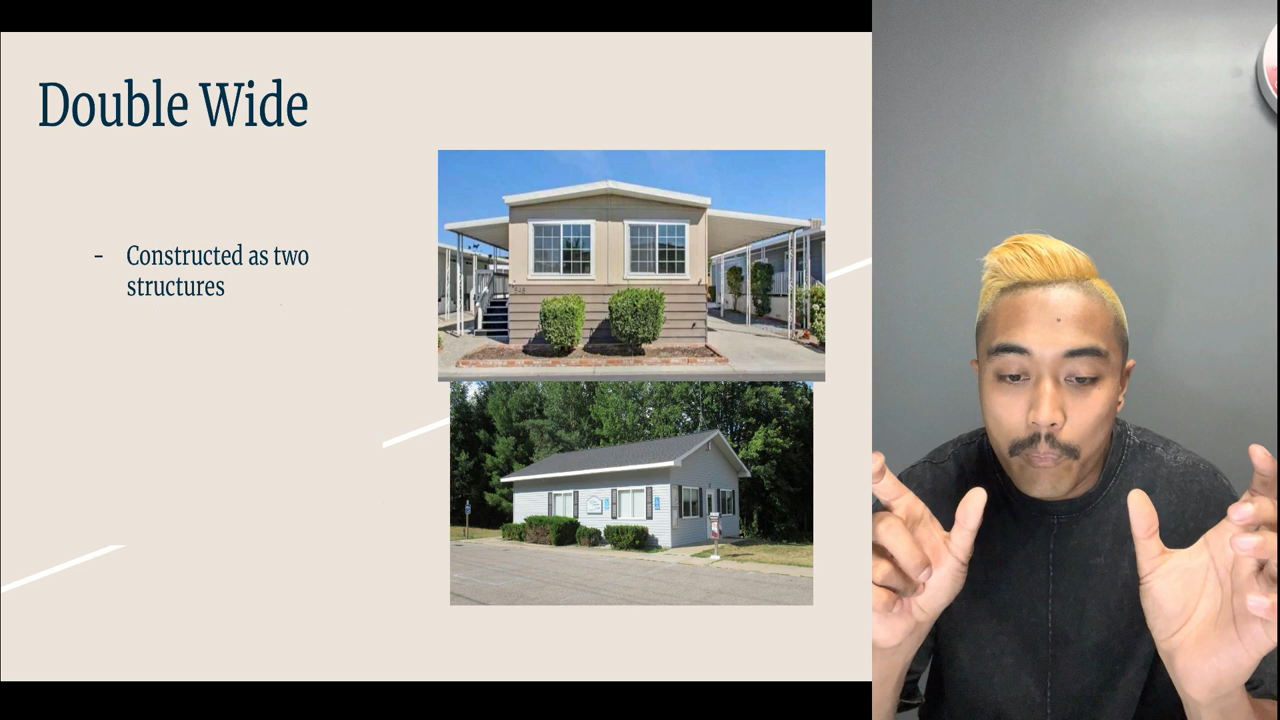 Double Wide
- Constructed as two
structures